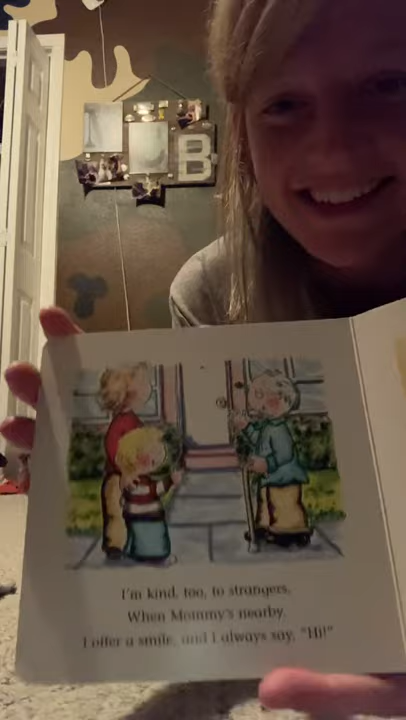 B
I'm kind, too, to strangers,
When Mommy's nearby,
I offer a smile, and I always say, "Hi!"